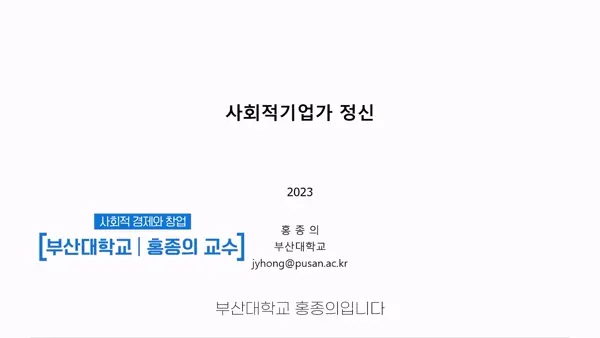 사회적기업가 정신
2023
사회적 경제와 창업
[부산대학교 | 홍종의 교수]
홍 종 의
부산대학교
jyhong@pusan.ac.kr
부산대학교 홍종의입니다